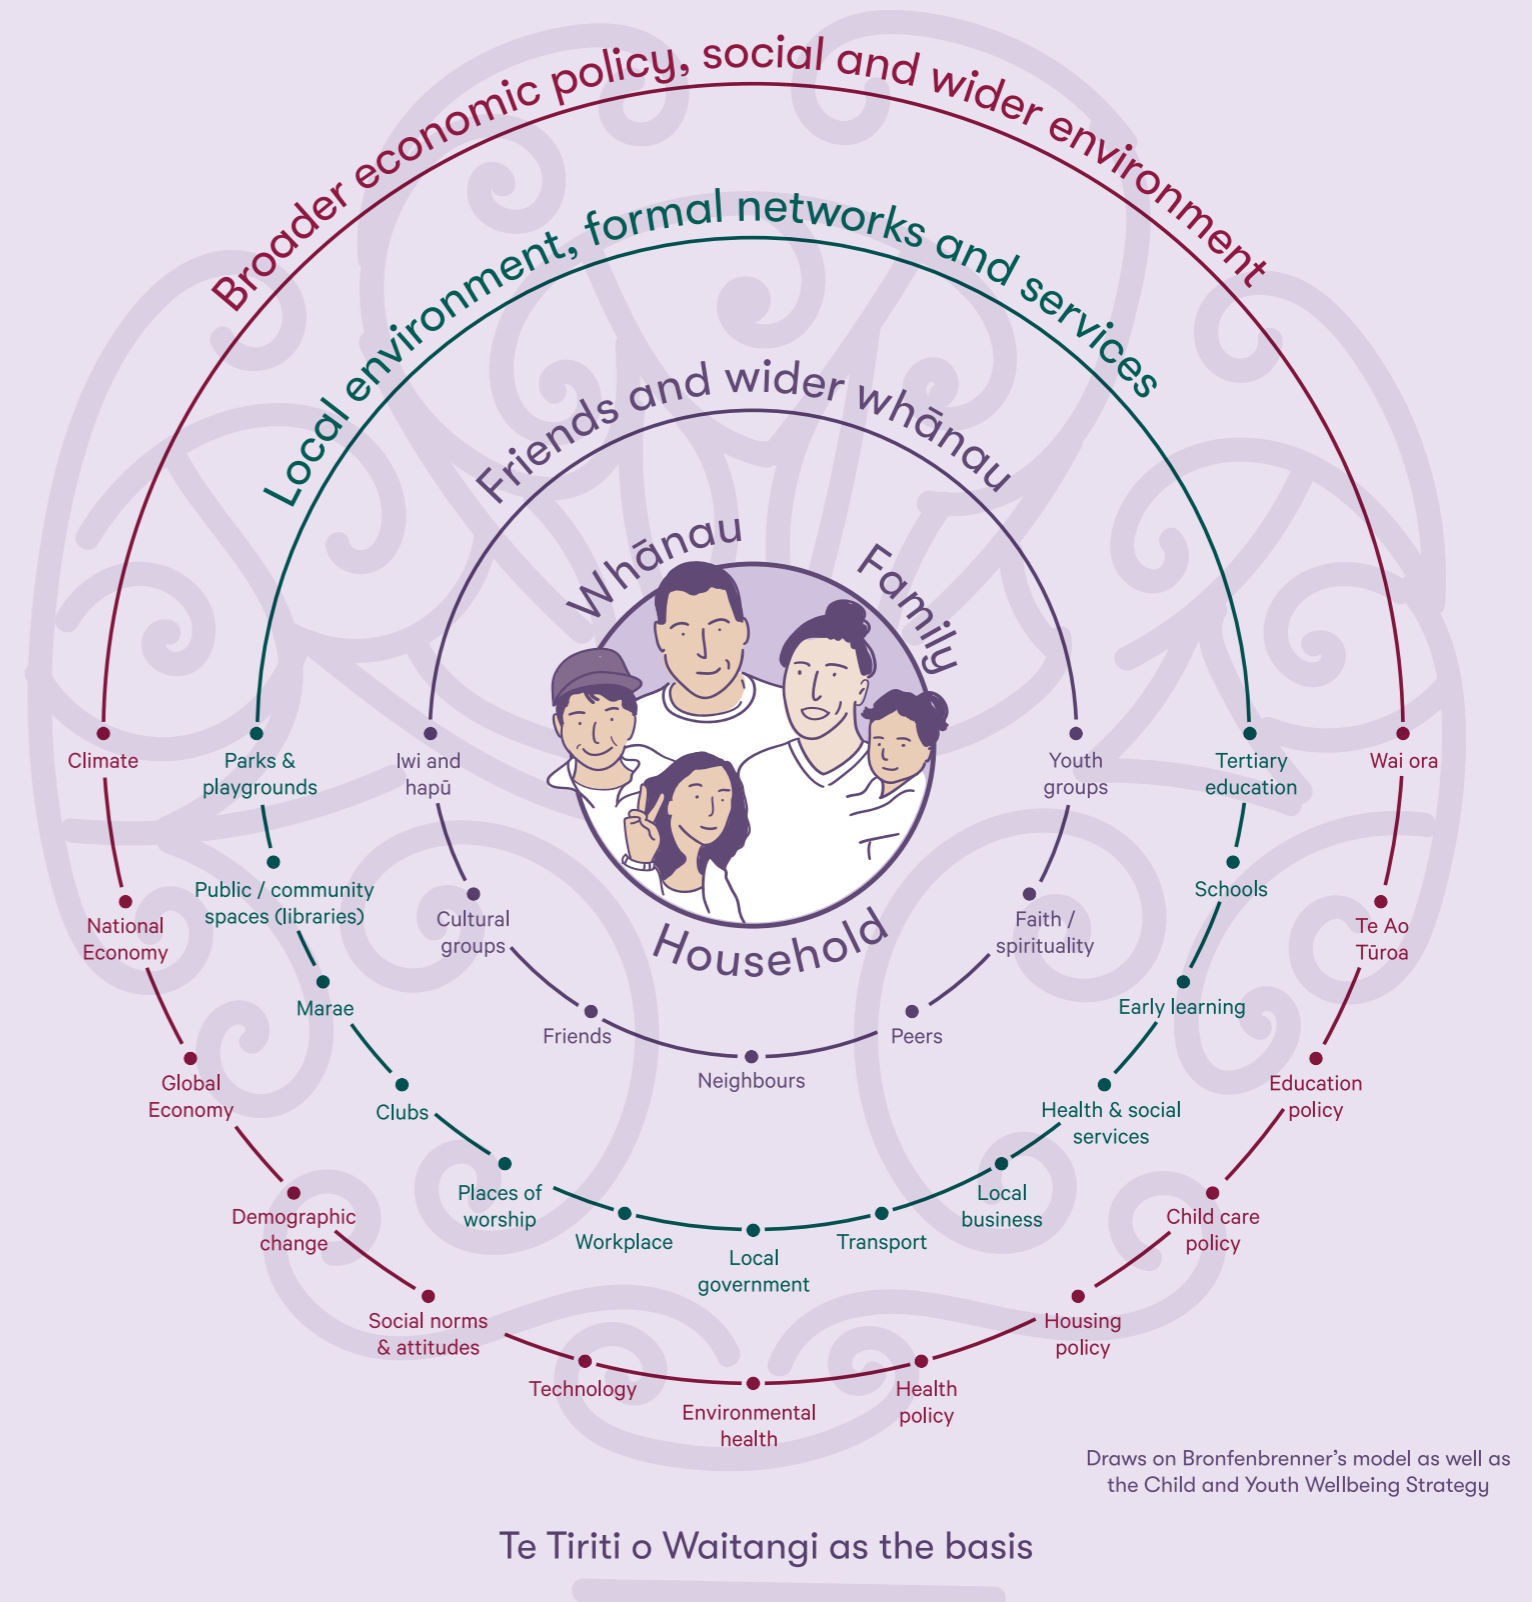 Broader economic policy, social and wider environment
Local environment, formal networks and services
Friends and wider whānau
Whānau
Family
Household
Iwi and
hapū
Cultural
groups
Friends
Neighbours
Peers
Faith /
spirituality
Youth
groups
Parks &
playgrounds
Public / community
spaces (libraries)
Marae
Clubs
Places of
worship
Workplace
Local
government
Transport
Local
business
Health & social
services
Early learning
Schools
Tertiary
education
Climate
National
Economy
Global
Economy
Demographic
change
Social norms
& attitudes
Technology
Environmental
health
Health
policy
Housing
policy
Child care
policy
Education
policy
Te Ao
Tūroa
Wai ora
Draws on Bronfenbrenner’s model as well as
the Child and Youth Wellbeing Strategy
Te Tiriti o Waitangi as the basis